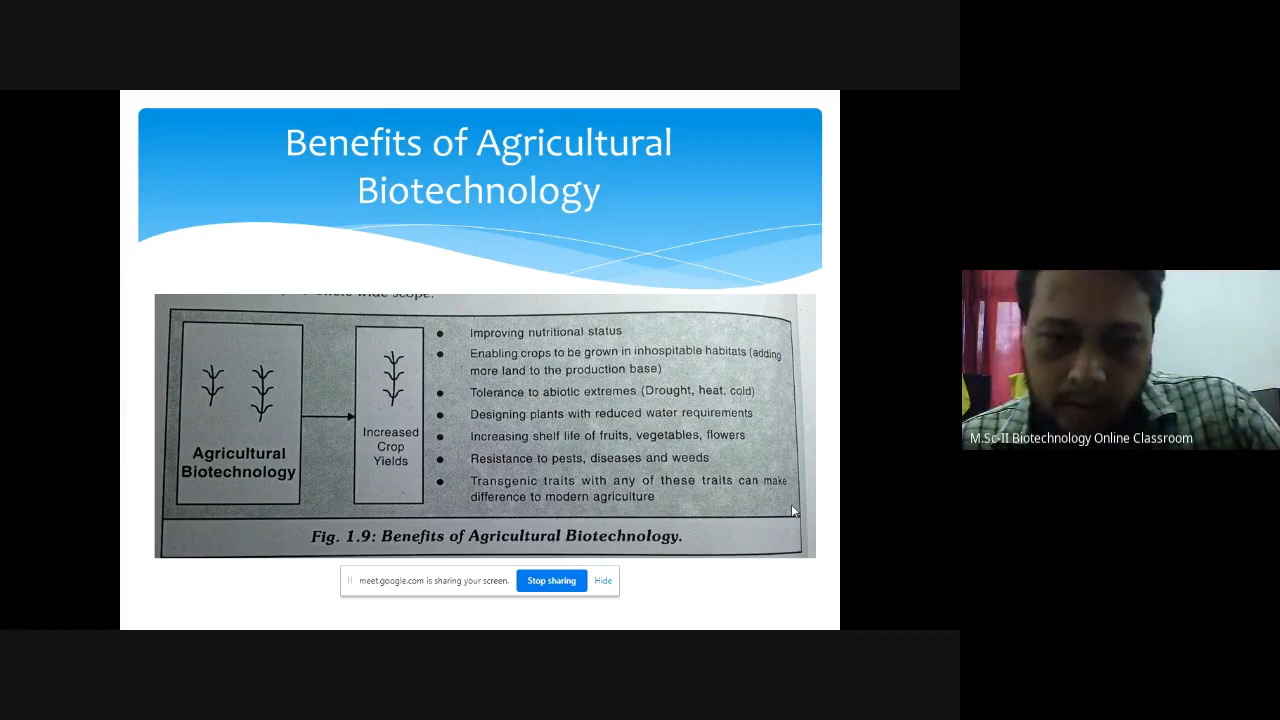 Benefits of Agricultural
Biotechnology
Agricultural
Biotechnology
Increased
Crop
Yields
● Improving nutritional status
● Enabling crops to be grown in inhospitable habitats (adding
more land to the production base)
● Tolerance to abiotic extremes (Drought, heat, cold)
● Designing plants with reduced water requirements
● Increasing shelf life of fruits, vegetables, flowers
● Resistance to pests, diseases and weeds
● Transgenic traits with any of these traits can make
difference to modern agriculture
Fig. 1.9: Benefits of Agricultural Biotechnology.
meet.google.com is sharing your screen. Stop sharing Hide
M.Sc-II Biotechnology Online Classroom